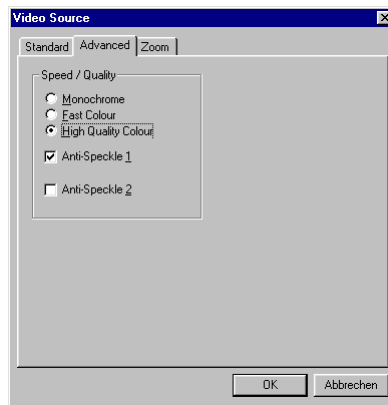 Video Source
Standard Advanced Zoom
Speed / Quality
Monochrome
Fast Colour
High Quality Colour
Anti-Speckle 1
Anti-Speckle 2
OK Abbrechen